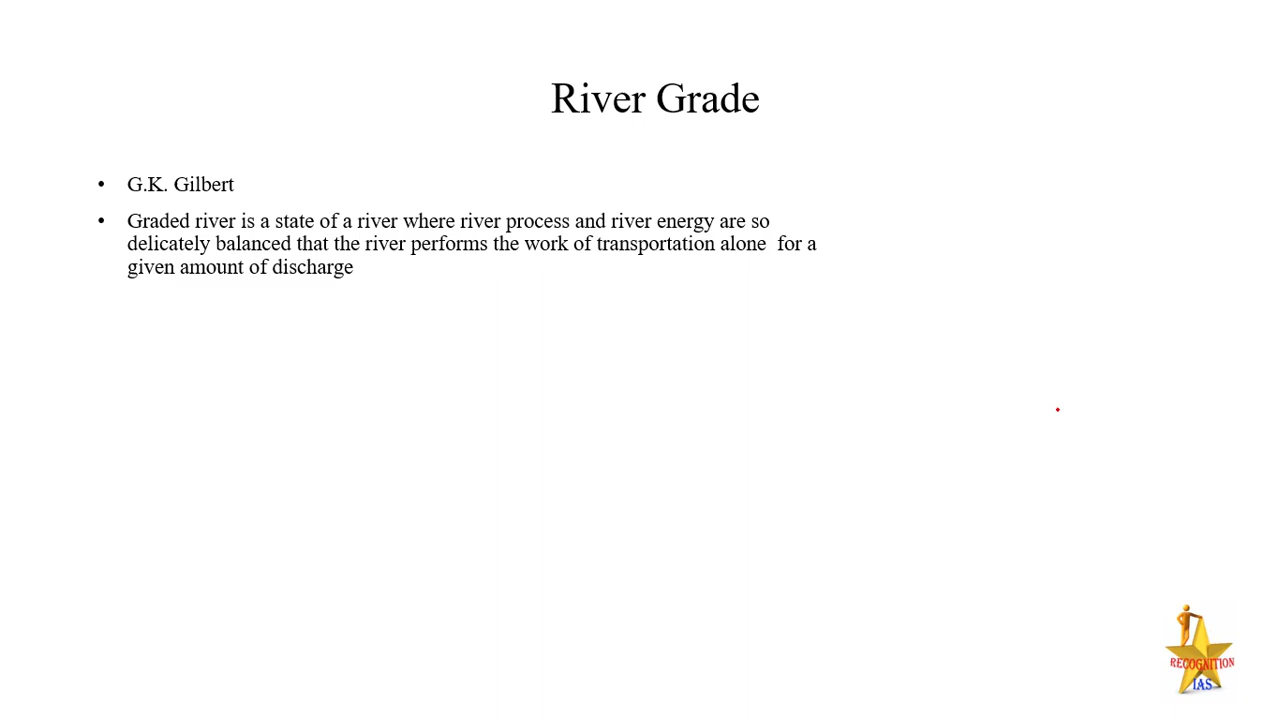 River Grade
• G.K. Gilbert
• Graded river is a state of a river where river process and river energy are so
delicately balanced that the river performs the work of transportation alone  for a
given amount of discharge
RECOGNITION
IAS